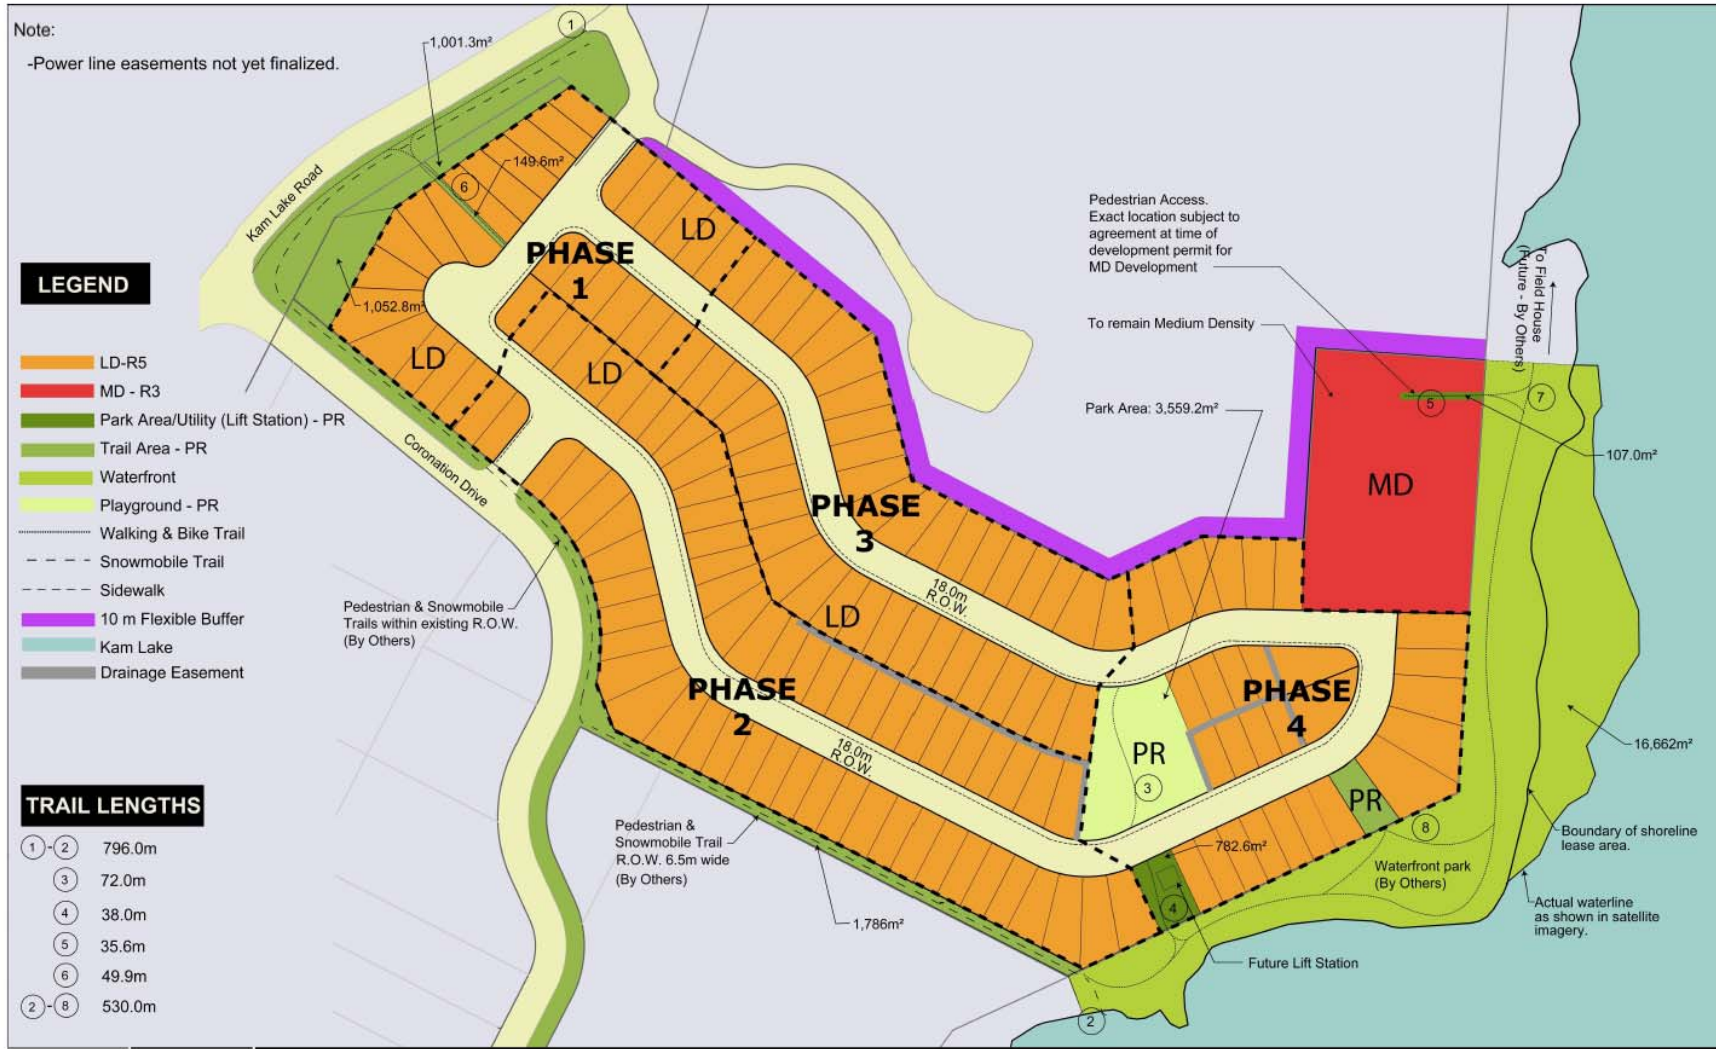 Note:
-Power line easements not yet finalized.
1
1,001.3m²
149.6m²
6
Kam Lake Road
1,052.8m²
LEGEND
LD-R5
MD - R3
Park Area/Utility (Lift Station) - PR
Trail Area - PR
Waterfront
Playground - PR
Walking & Bike Trail
Snowmobile Trail
Sidewalk
10 m Flexible Buffer
Kam Lake
Drainage Easement
TRAIL LENGTHS
1 - 2 796.0m
3 72.0m
4 38.0m
5 35.6m
6 49.9m
2 - 8 530.0m
LD
PHASE
1
LD
LD
Coronation Drive
Pedestrian & Snowmobile
Trails within existing R.O.W.
(By Others)
PHASE
3
LD
18.0m
R.O.W.
PHASE
2
18.0m
R.O.W.
Pedestrian &
Snowmobile Trail
R.O.W. 6.5m wide
(By Others)
1,786m²
Pedestrian Access.
Exact location subject to
agreement at time of
development permit for
MD Development
To remain Medium Density
Park Area: 3,559.2m²
To Field House
(Future - By Others)
5
7
107.0m²
MD
PHASE
4
PR
3
PR
8
782.6m²
4
Waterfront park
(By Others)
Future Lift Station
2
16,662m²
Boundary of shoreline
lease area.
Actual waterline
as shown in satellite
imagery.